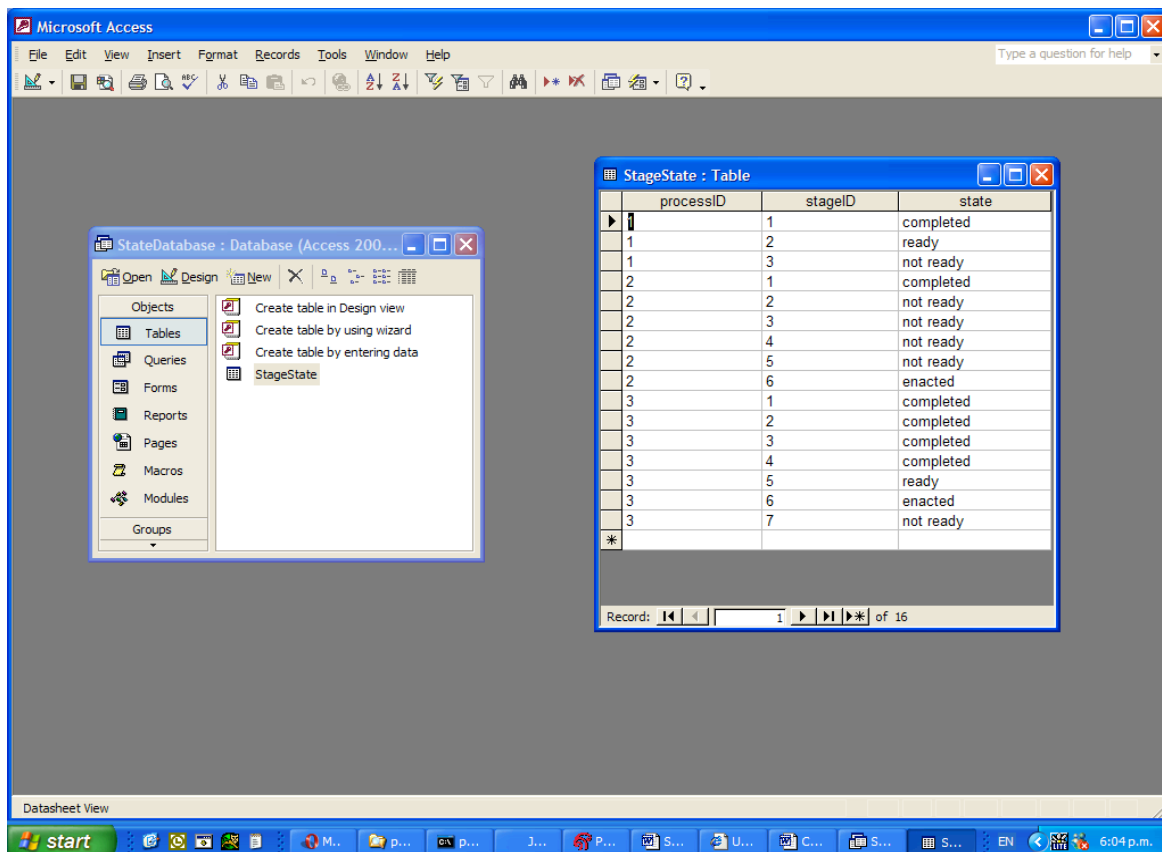 Microsoft Access
File Edit View Insert Format Records Tools Window Help Type a question for help
StageState : Table
processID stageID state
1 1 completed
1 2 ready
1 3 not ready
2 1 completed
2 2 not ready
2 3 not ready
2 4 not ready
2 5 not ready
2 6 enacted
3 1 completed
3 2 completed
3 3 completed
3 4 completed
3 5 ready
3 6 enacted
3 7 not ready
Record: 1 of 16
StateDatabase : Database (Access 200...
Open Design New
Objects
Tables
Queries
Forms
Reports
Pages
Macros
Modules
Groups
Create table in Design view
Create table by using wizard
Create table by entering data
StageState
Datasheet View
start M... p... p... J... P... S... U... C... S... S... EN 6:04 p.m.